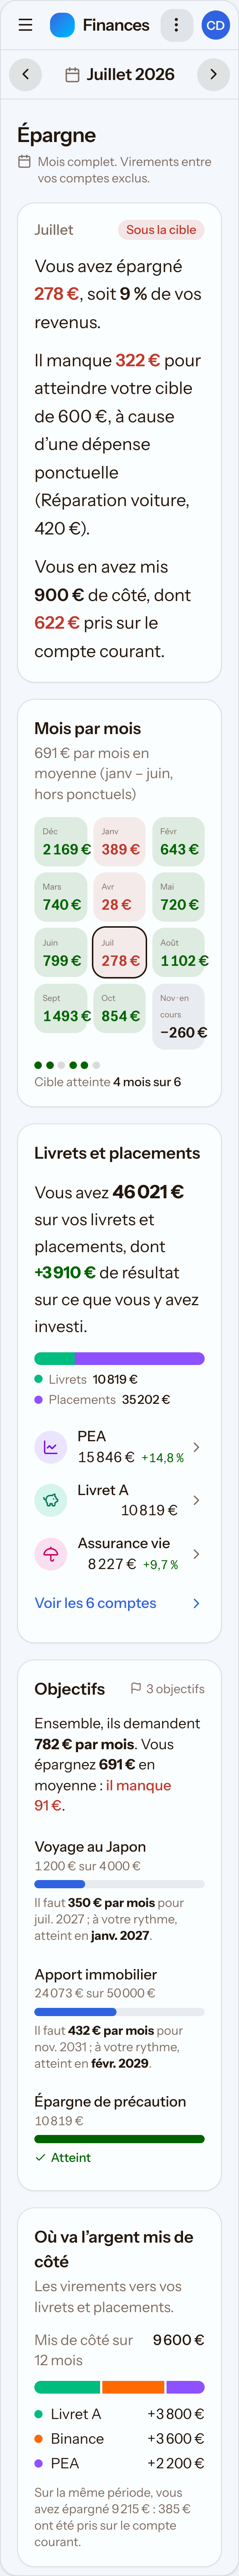 Finances
CD
Juillet 2026
Épargne
Mois complet. Virements entre
vos comptes exclus.
Juillet
Sous la cible
Vous avez épargné
278 €, soit 9 % de vos
revenus.
Il manque 322 € pour
atteindre votre cible
de 600 €, à cause
d’une dépense
ponctuelle
(Réparation voiture,
420 €).
Vous en avez mis
900 € de côté, dont
622 € pris sur le
compte courant.
Mois par mois
691 € par mois en
moyenne (janv – juin,
hors ponctuels)
Déc
2 169 €
Janv
389 €
Févr
643 €
Mars
740 €
Avr
28 €
Mai
720 €
Juin
799 €
Juil
278 €
Août
1 102 €
Sept
1 493 €
Oct
854 €
Nov · en
cours
−260 €
Cible atteinte 4 mois sur 6
Livrets et placements
Vous avez 46 021 €
sur vos livrets et
placements, dont
+3 910 € de résultat
sur ce que vous y avez
investi.
Livrets 10 819 €
Placements 35 202 €
PEA
15 846 € +14,8 %
Livret A
10 819 €
Assurance vie
8 227 € +9,7 %
Voir les 6 comptes
Objectifs
3 objectifs
Ensemble, ils demandent
782 € par mois. Vous
épargnez 691 € en
moyenne : il manque
91 €.
Voyage au Japon
1 200 € sur 4 000 €
Il faut 350 € par mois pour
juil. 2027 ; à votre rythme,
atteint en janv. 2027.
Apport immobilier
24 073 € sur 50 000 €
Il faut 432 € par mois pour
nov. 2031 ; à votre rythme,
atteint en févr. 2029.
Épargne de précaution
10 819 €
Atteint
Où va l’argent mis de
côté
Les virements vers vos
livrets et placements.
Mis de côté sur
12 mois
9 600 €
Livret A +3 800 €
Binance +3 600 €
PEA +2 200 €
Sur la même période, vous
avez épargné 9 215 € : 385 €
ont été pris sur le compte
courant.